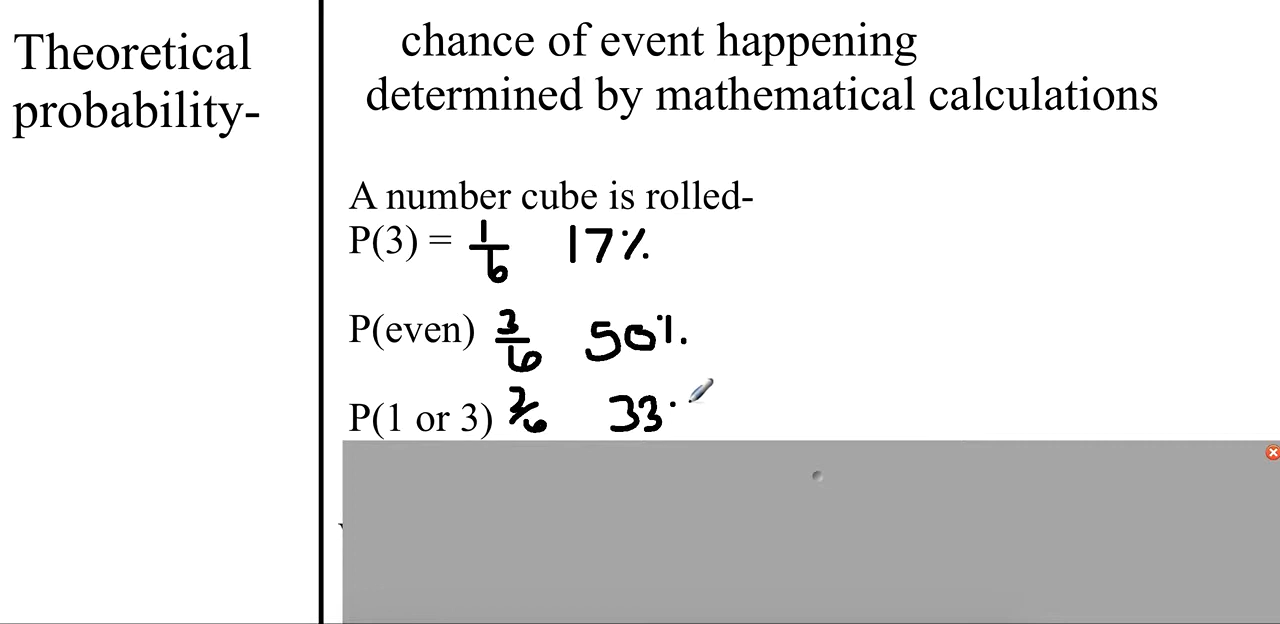 Theoretical
probability-
chance of event happening
determined by mathematical calculations
A number cube is rolled-
P(3) = 1/6 17%
P(even) 3/6 50%
P(1 or 3) 2/6 33